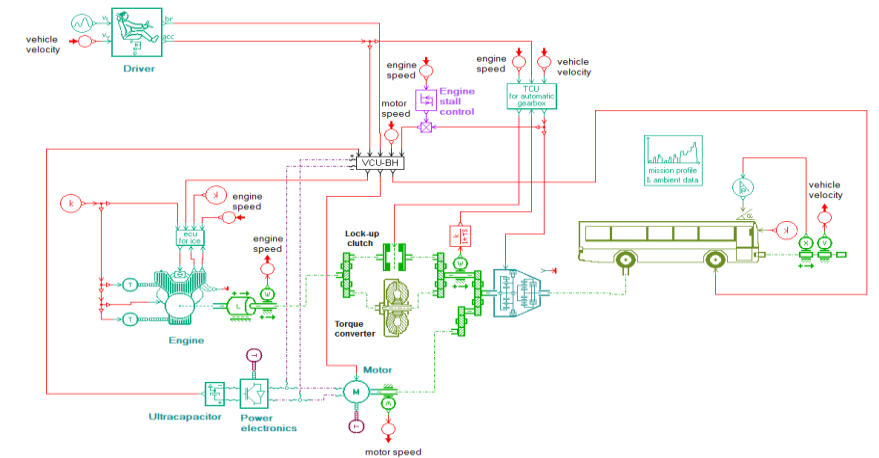 br
acc
vehicle
velocity
Driver
engine
speed
engine
speed
vehicle
velocity
motor
speed
Engine
stall
control
TCU
for automatic
gearbox
VCU-BH
mission profile
& ambient data
vehicle
velocity
k
k
engine
speed
ecu
for ice
engine
speed
Lock-up
clutch
k
α
x
T
T
L
Engine
Torque
converter
Motor
M
T
T
Ultracapacitor
Power
electronics
motor speed